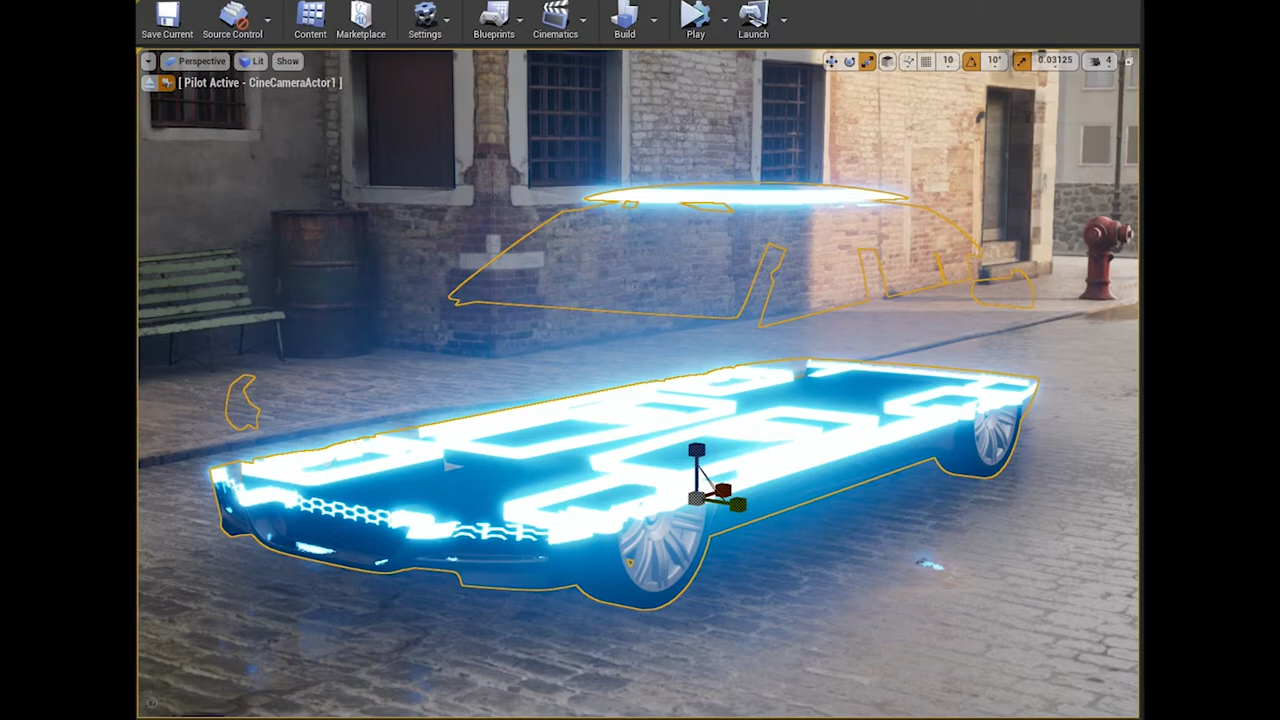 Save Current Source Control Content Marketplace Settings Blueprints Cinematics Build Play Launch
Perspective Lit Show 10 10° 0.03125 4
[ Pilot Active - CineCameraActor1 ]